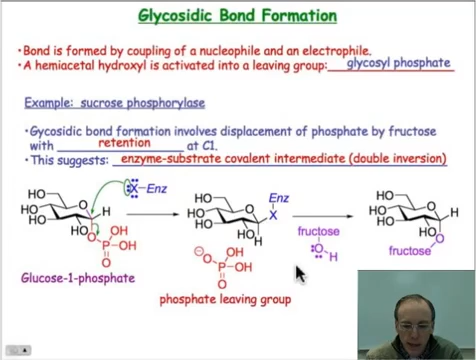 Glycosidic Bond Formation
• Bond is formed by coupling of a nucleophile and an electrophile.
• A hemiacetal hydroxyl is activated into a leaving group: glycosyl phosphate
Example: sucrose phosphorylase
• Gycosidic bond formation involves displacement of phosphate by fructose
with retention at C1.
• This suggests: enzyme-substrate covalent intermediate (double inversion)
HO HO HO HO O H O P OH OH O
X Enz
HO HO HO HO O H Enz X
O P OH OH O
fructose
O H
HO HO HO HO O H O
fructose
Glucose-1-phosphate
phosphate leaving group